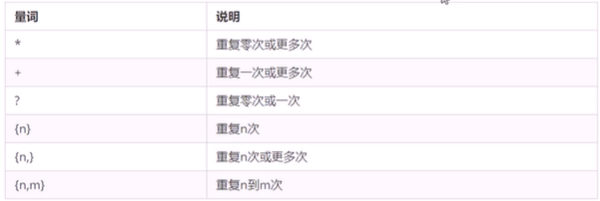 量词 说明
* 重复零次或更多次
+ 重复一次或更多次
? 重复零次或一次
{n} 重复n次
{n,} 重复n次或更多次
{n,m} 重复n到m次